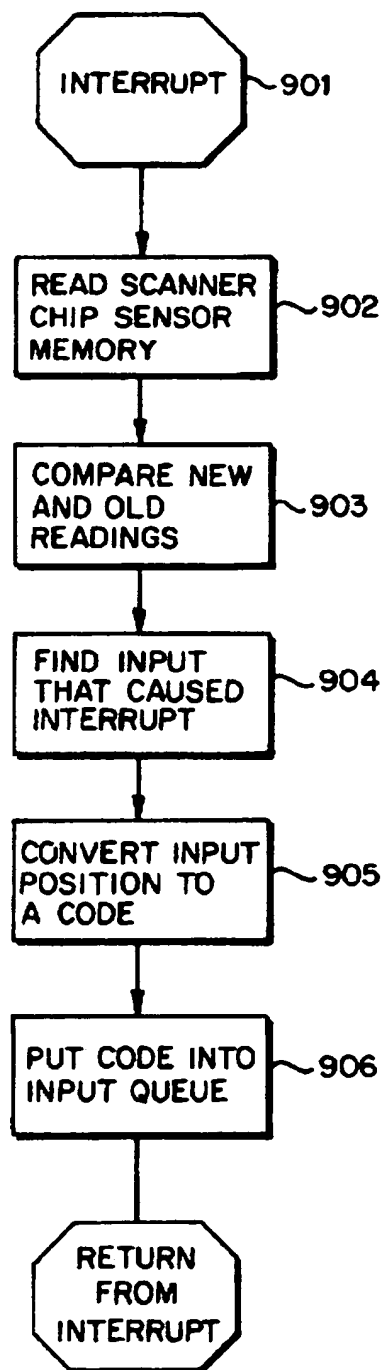 INTERRUPT
901
READ SCANNER
CHIP SENSOR
MEMORY
902
COMPARE NEW
AND OLD
READINGS
903
FIND INPUT
THAT CAUSED
INTERRUPT
904
CONVERT INPUT
POSITION TO
A CODE
905
PUT CODE INTO
INPUT QUEUE
906
RETURN
FROM
INTERRUPT